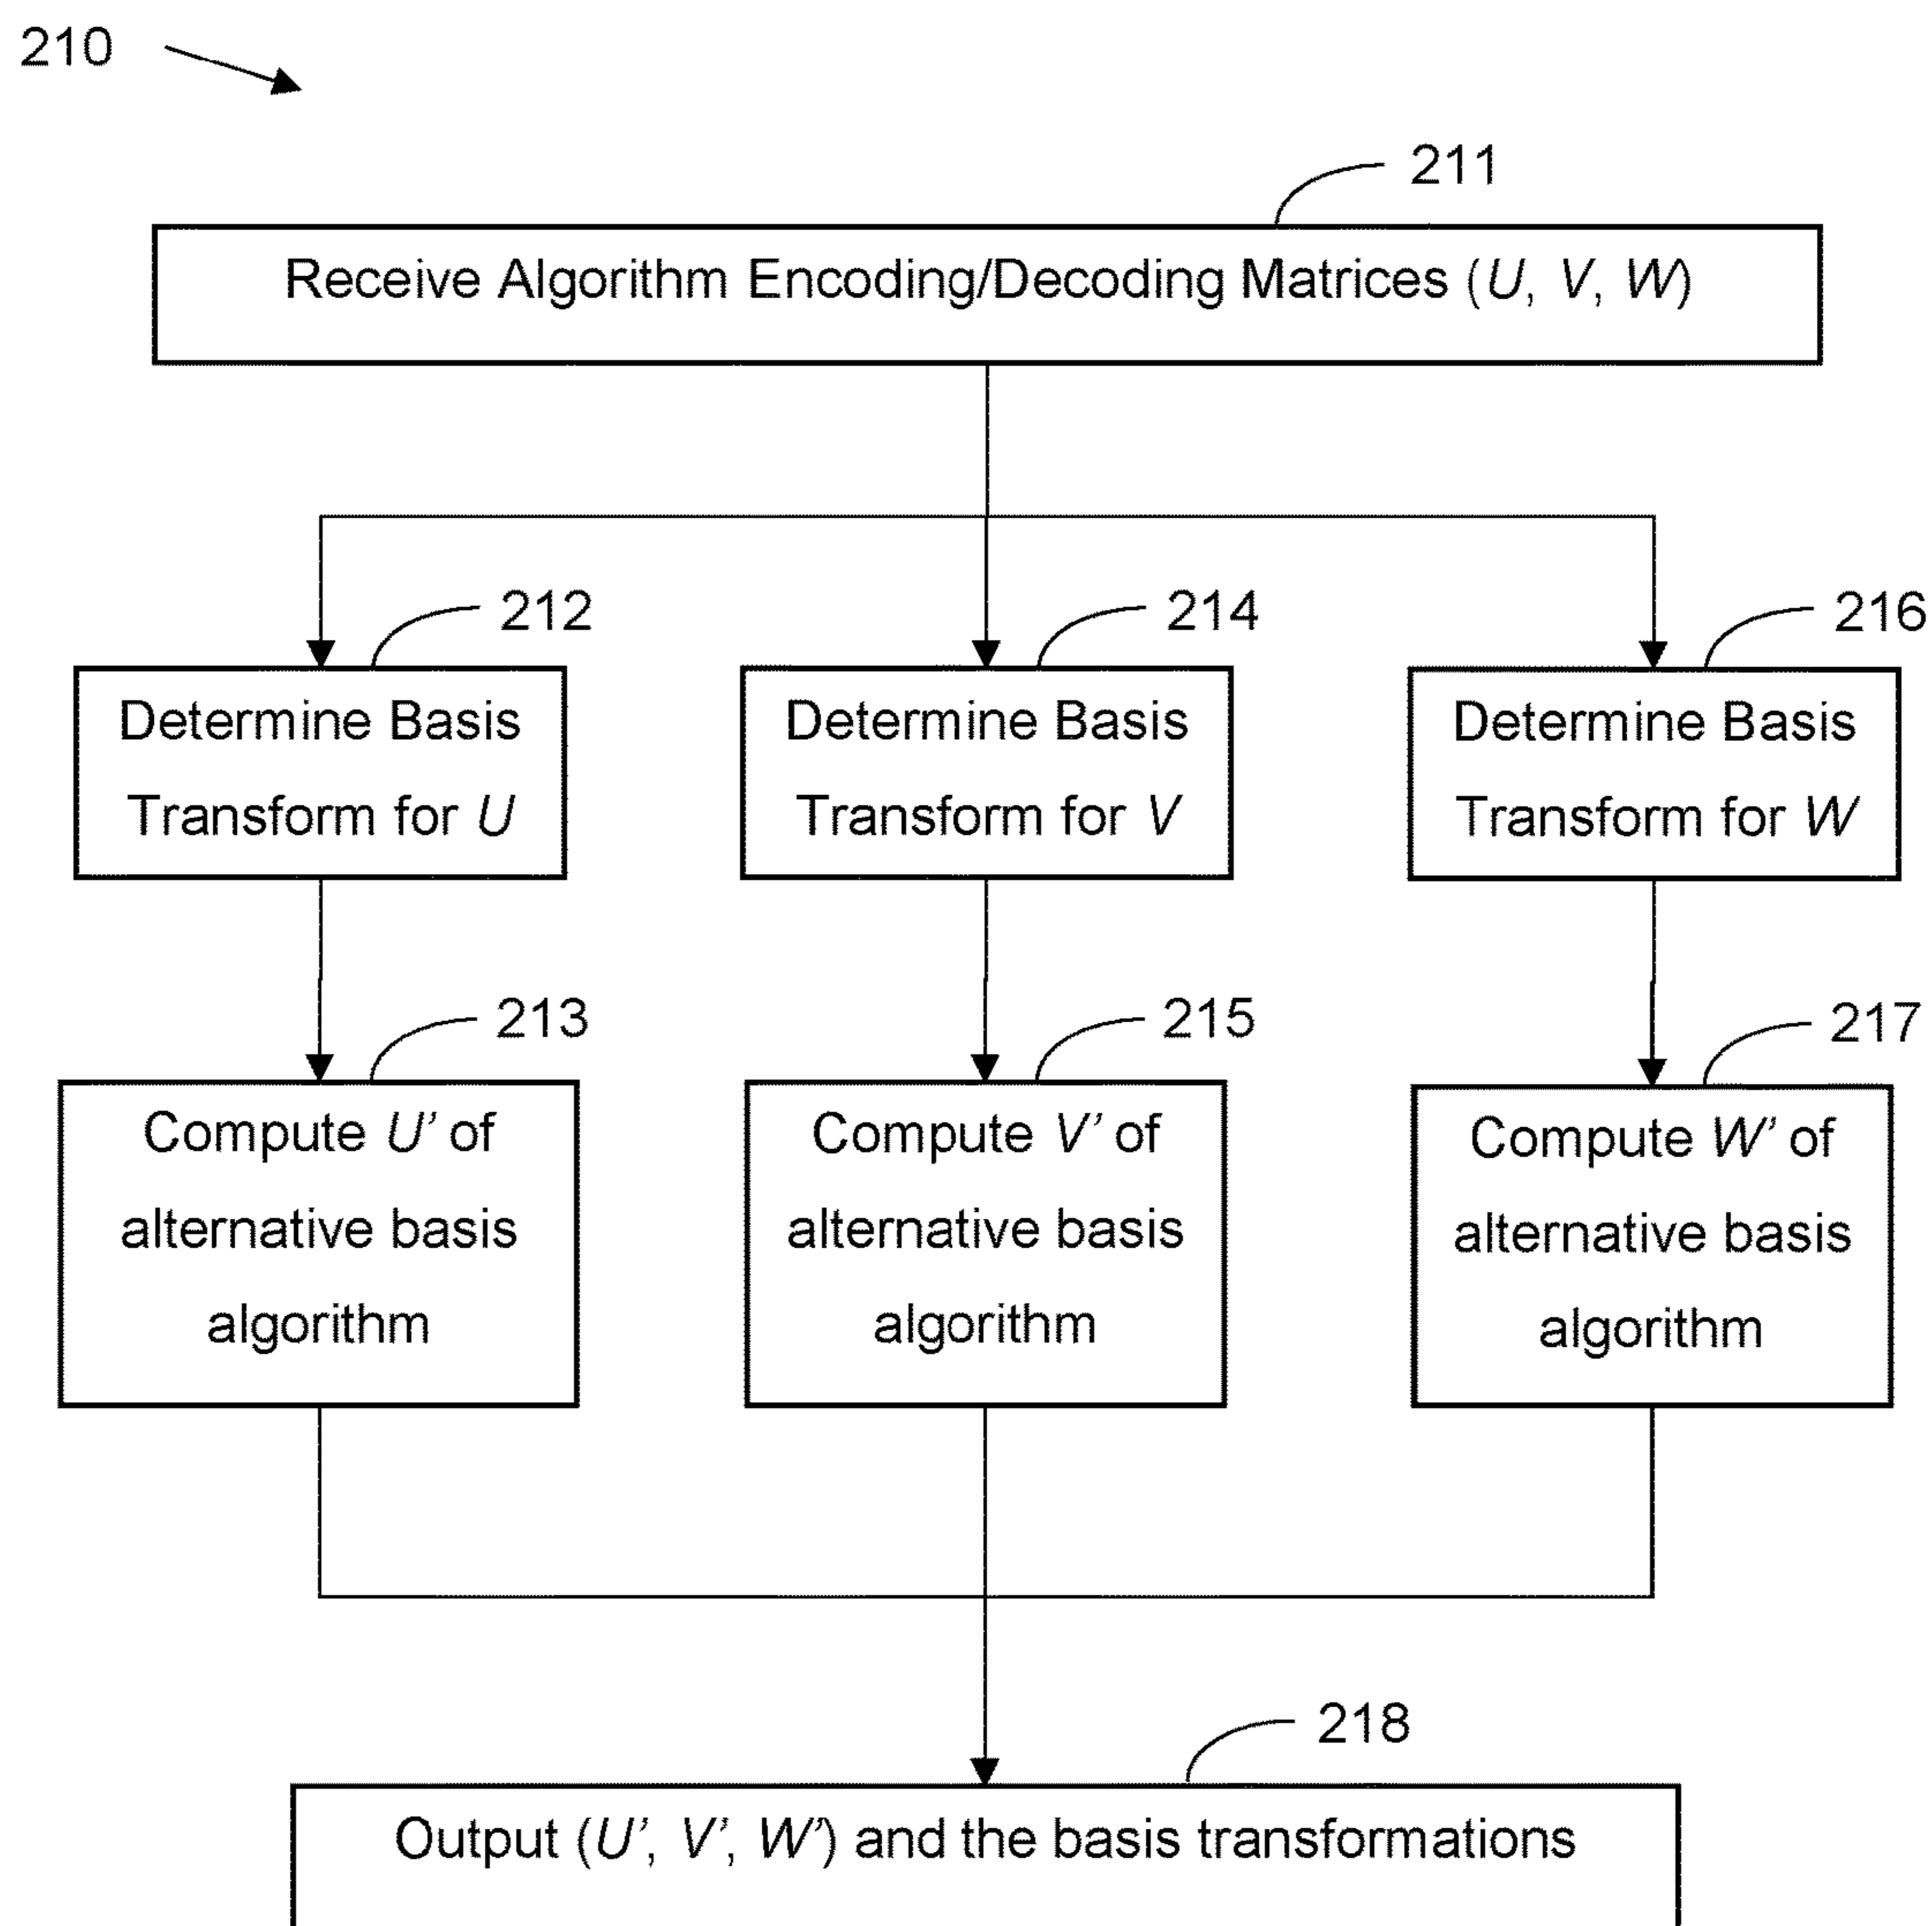 210
211
Receive Algorithm Encoding/Decoding Matrices (U, V, W)
212
214
216
Determine Basis
Transform for U
Determine Basis
Transform for V
Determine Basis
Transform for W
213
215
217
Compute U’ of
alternative basis
algorithm
Compute V’ of
alternative basis
algorithm
Compute W’ of
alternative basis
algorithm
218
Output (U’, V’, W’) and the basis transformations